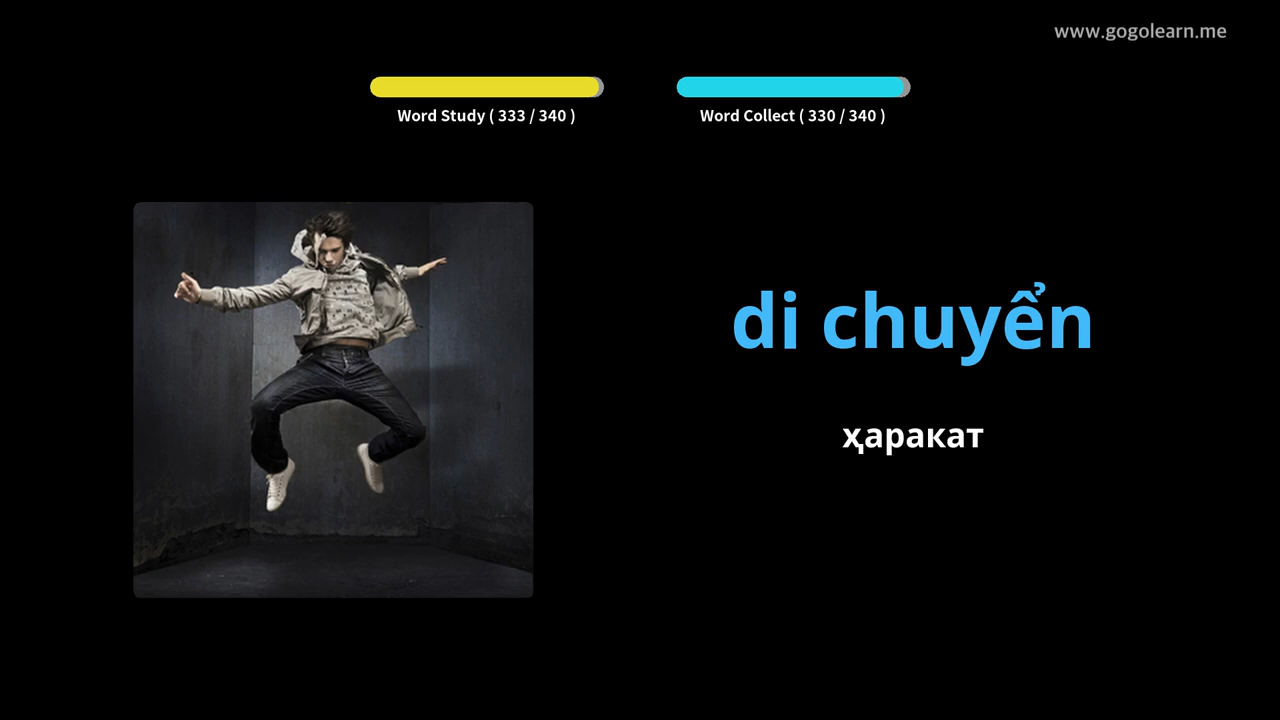 www.gogolearn.me
Word Study ( 333 / 340 )
Word Collect ( 330 / 340 )
di chuyển
ҳаракат